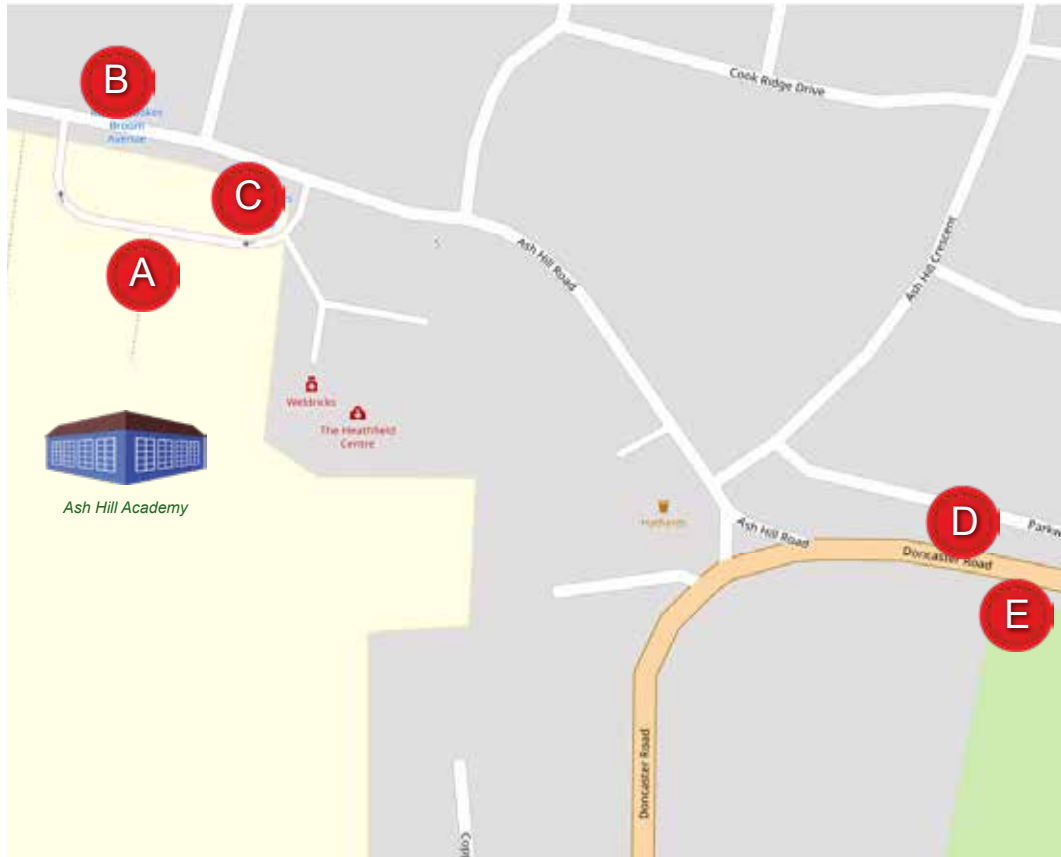 B
Broom
Avenue
Cook Ridge Drive
C
A
Ash Hill Road
Ash Hill Crescent
Weldricks
The Heathfield
Centre
Ash Hill Academy
D
Ash Hill Road
Doncaster Road
E
Doncaster Road